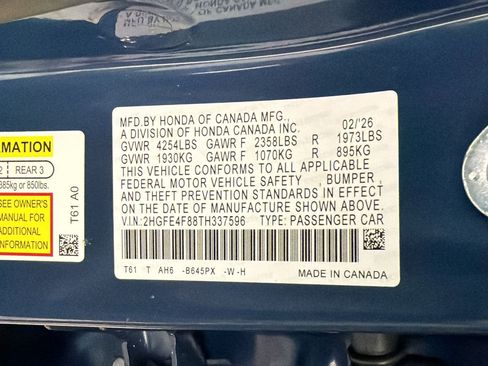 MFD.BY HONDA OF CANADA MFG.,
A DIVISION OF HONDA CANADA INC. 02/'26
GVWR 4254LBS GAWR F 2358LBS R 1973LBS
GVWR 1930KG GAWR F 1070KG R 895KG
THIS VEHICLE CONFORMS TO ALL APPLICABLE
FEDERAL MOTOR VEHICLE SAFETY , BUMPER ,
AND THEFT PREVENTION STANDARDS IN EFFECT
ON THE DATE OF MANUFACTURE SHOWN ABOVE.
V.I.N:2HGFE4F88TH337596 TYPE: PASSENGER CAR
T61 T AH6 -B645PX -W-H
MADE IN CANADA
RMATION
2 REAR 3
385kg or 850lbs.
SEE OWNER'S
MANUAL FOR
ADDITIONAL
INFORMATION
T61 A0